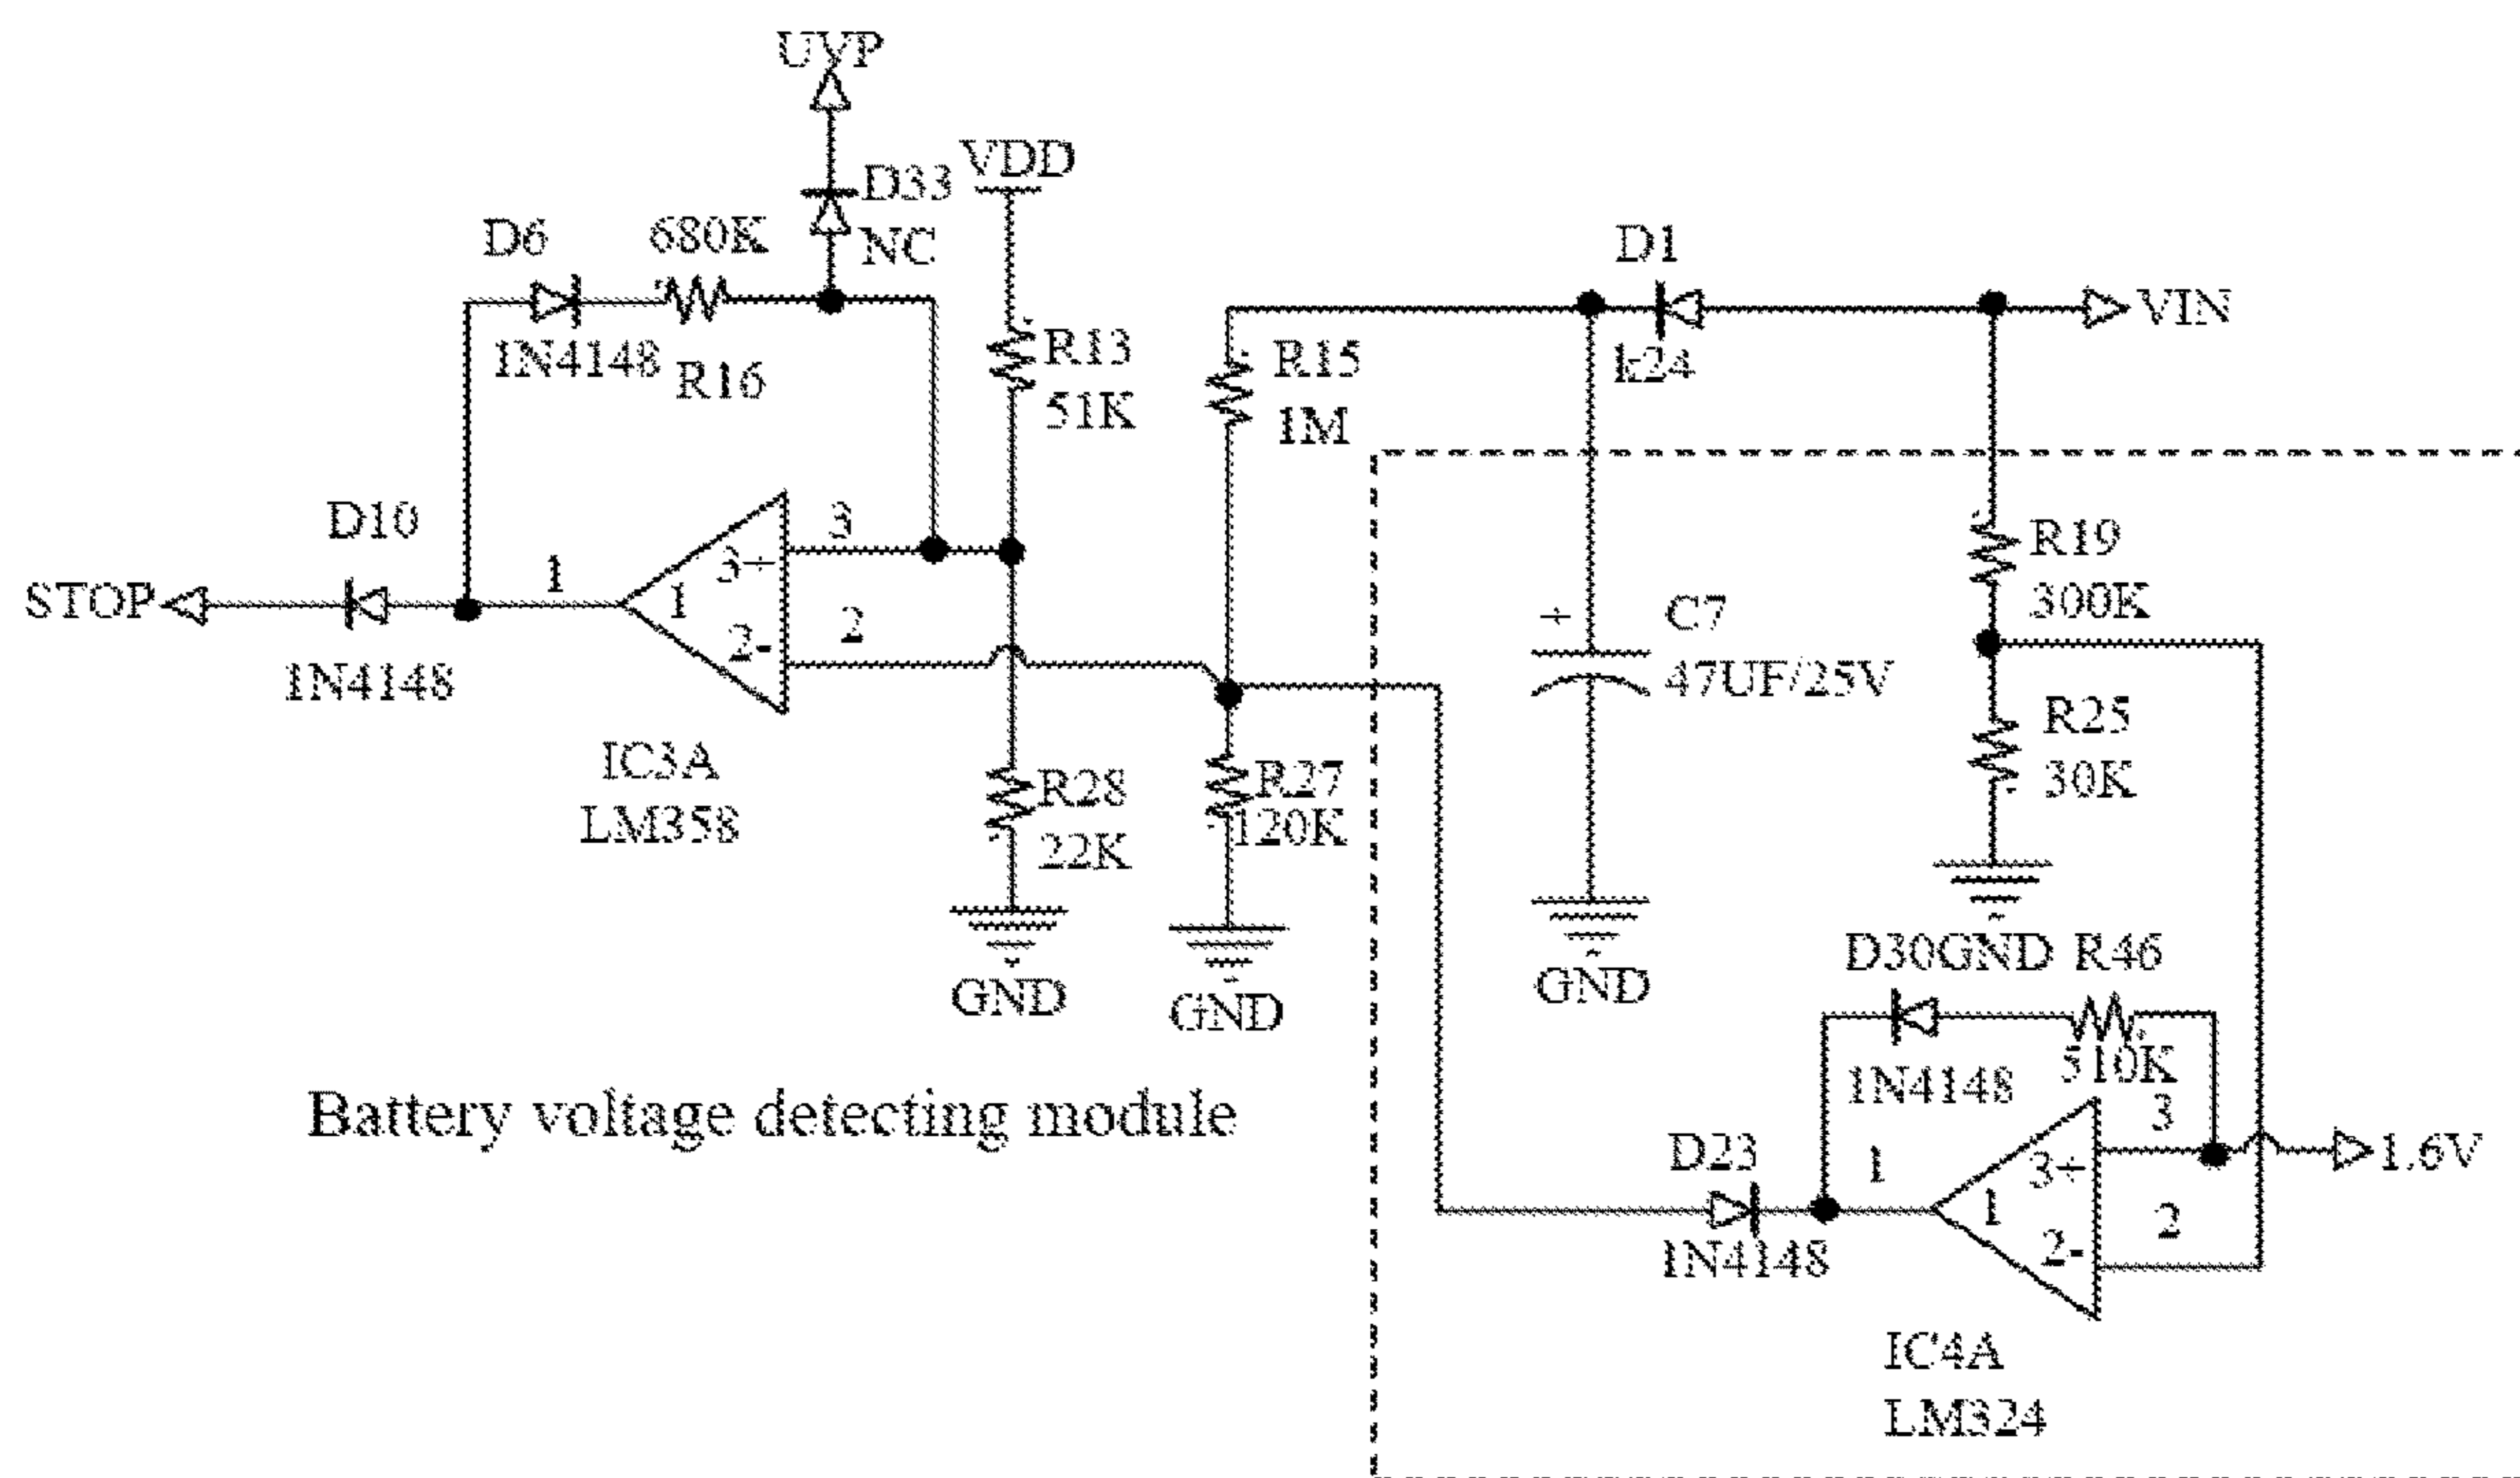 UVP
VDD
D33
NC
D6
680K
1N4148
R16
R13
51K
D1
k24
VIN
R15
1M
D10
STOP
1
1
3
3+
2-
2
1N4148
IC3A
LM358
R28
22K
GND
R27
120K
GND
+
C7
47UF/25V
GND
R19
300K
R25
30K
D30GND R46
1N4148
510K
D23
1N4148
1
1
3
3+
2-
2
1.6V
IC4A
LM324
Battery voltage detecting module